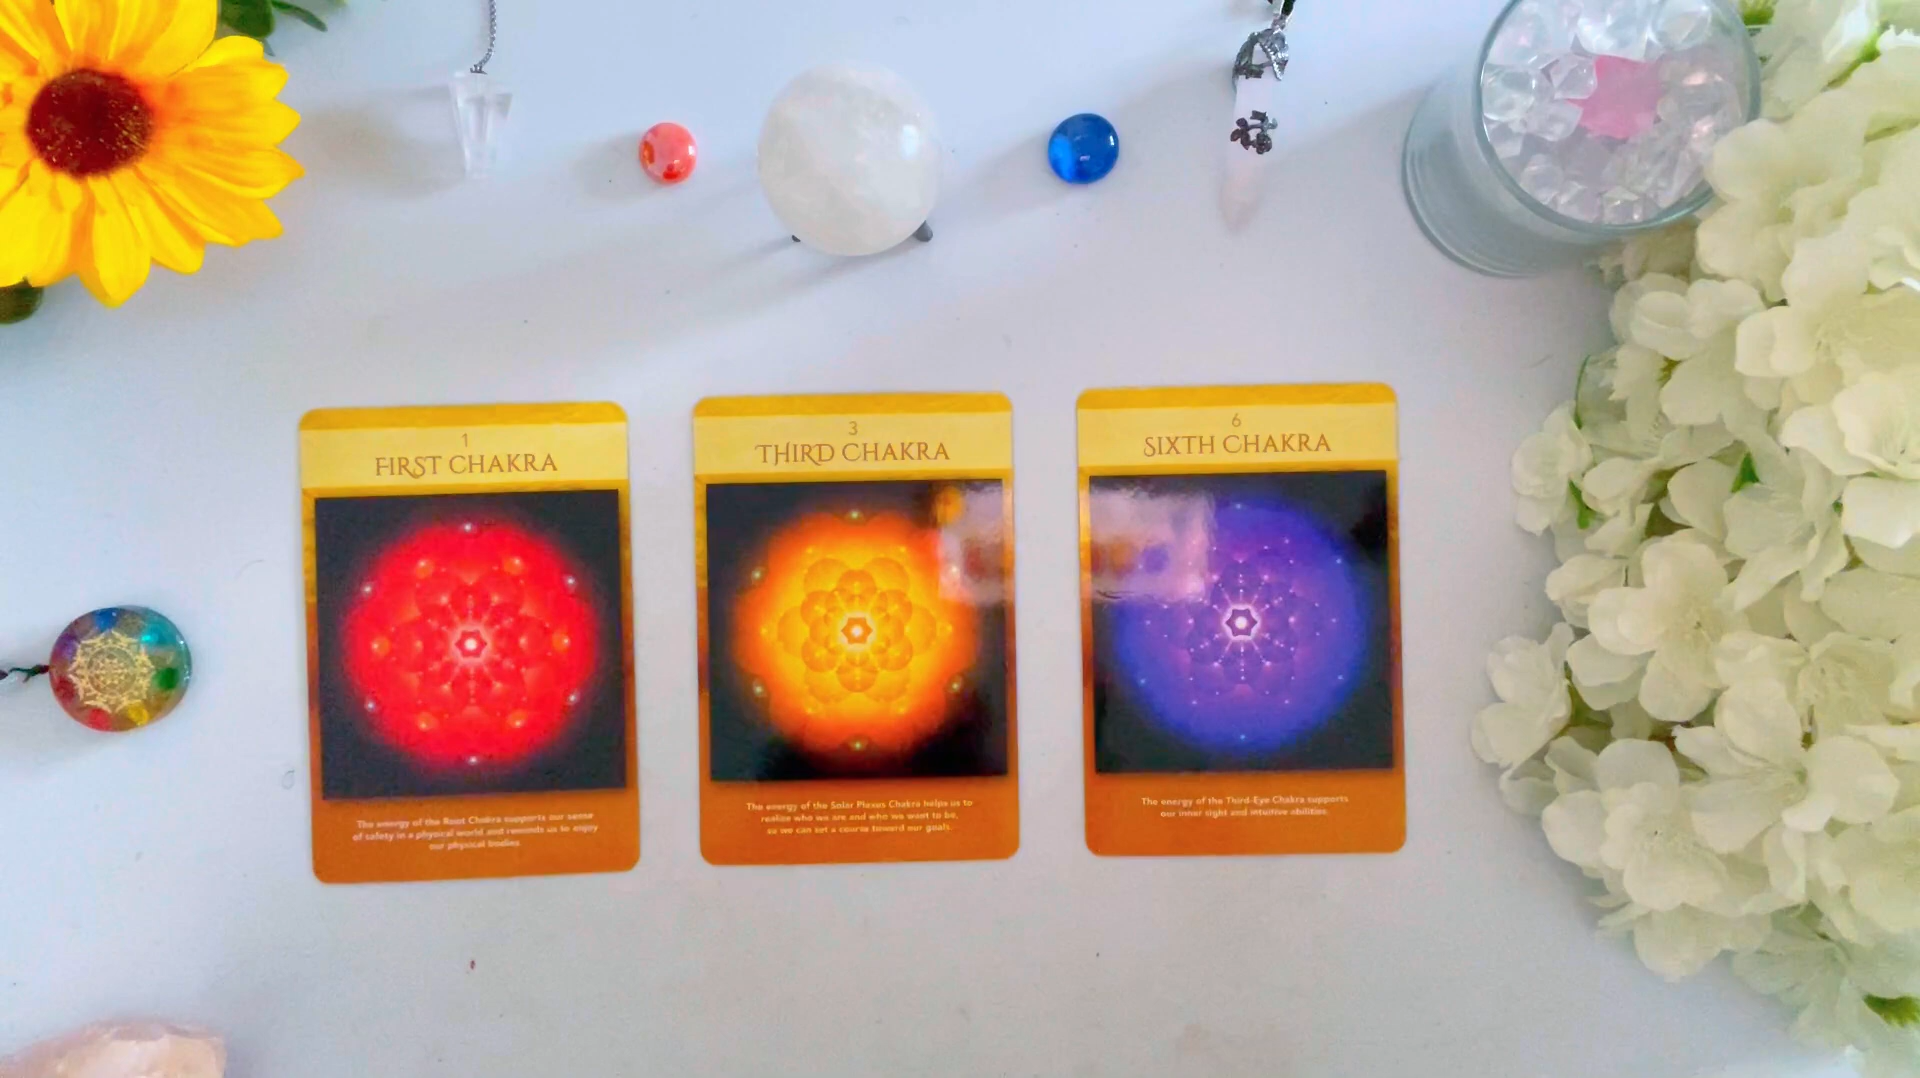 1
FIRST CHAKRA
The energy of the Root Chakra supports our sense
of safety in a physical world and reminds us to enjoy
our physical bodies.
3
THIRD CHAKRA
The energy of the Solar Plexus Chakra helps us to
realize who we are and who we want to be,
so we can set a course toward our goals.
6
SIXTH CHAKRA
The energy of the Third-Eye Chakra supports
our inner sight and intuitive abilities.